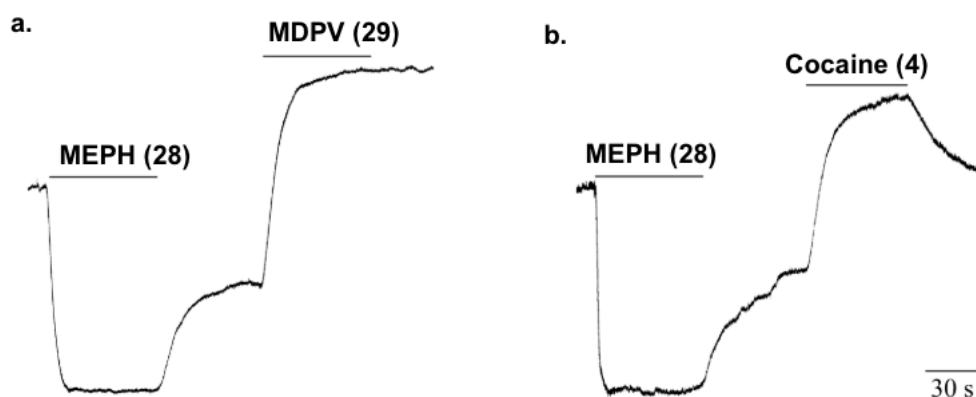 a.
MDPV (29)
MEPH (28)
b.
Cocaine (4)
MEPH (28)
30 s